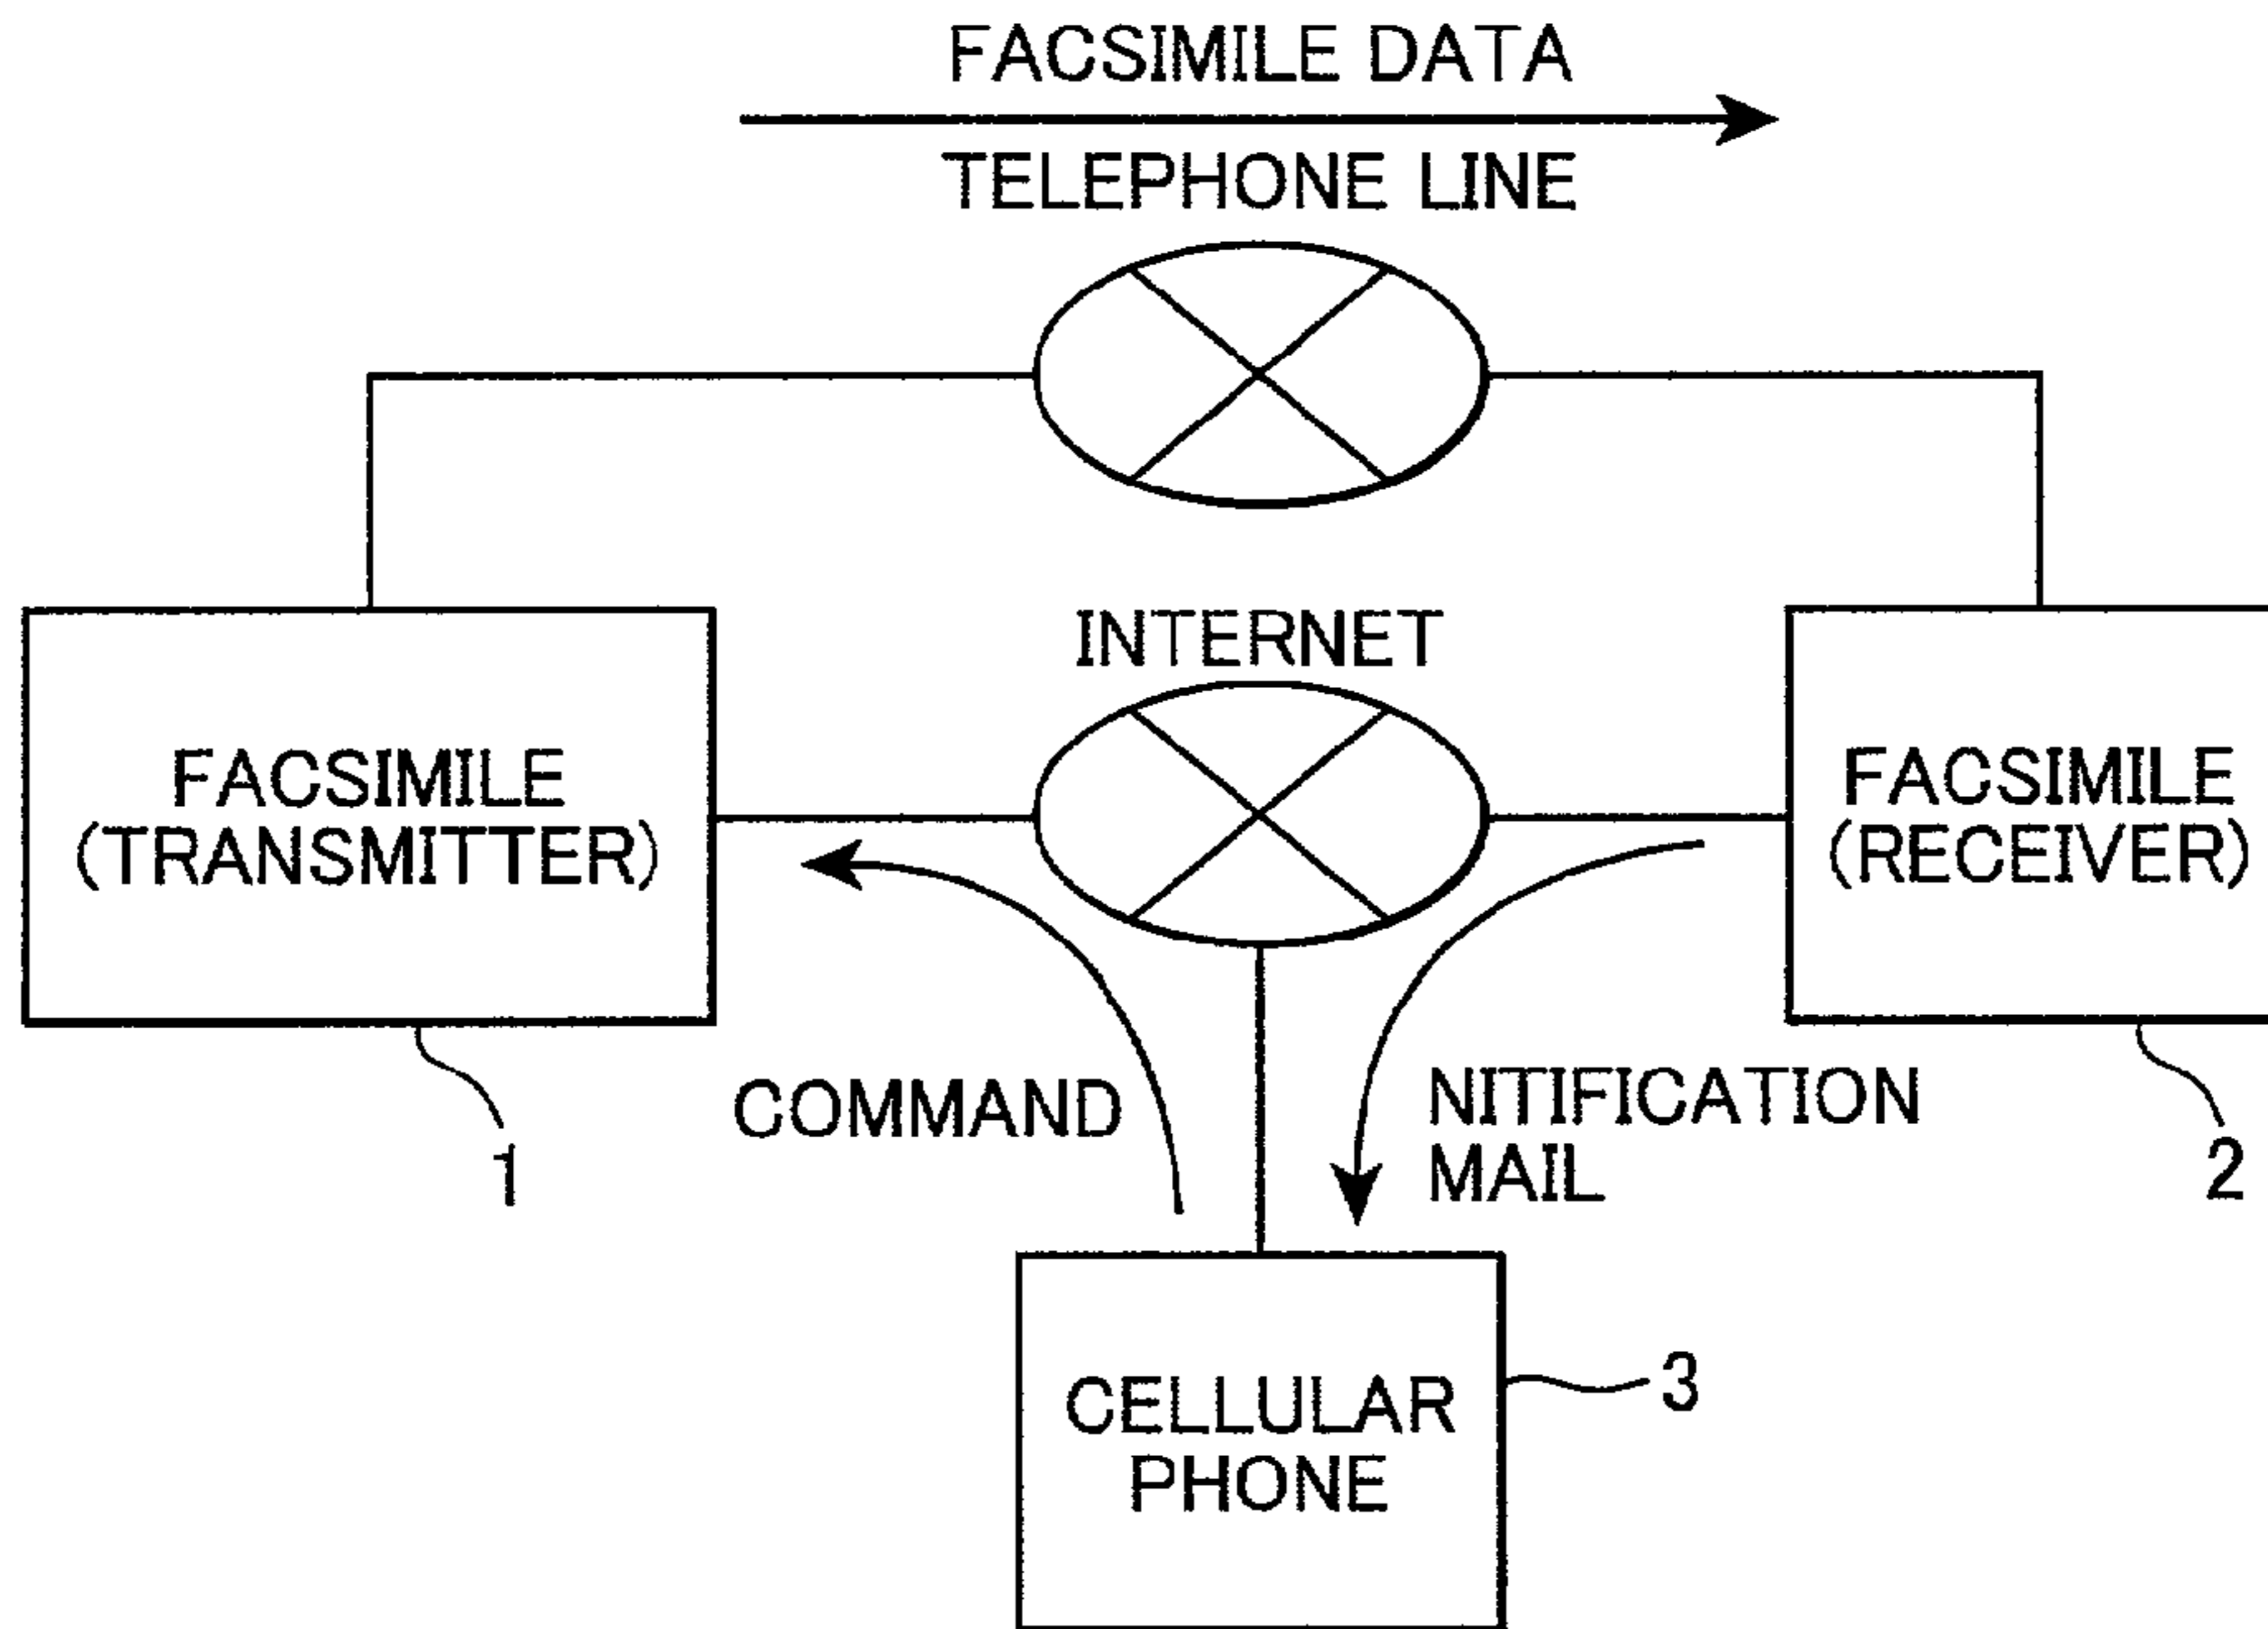 FACSIMILE DATA
TELEPHONE LINE
INTERNET
FACSIMILE
(TRANSMITTER)
FACSIMILE
(RECEIVER)
COMMAND
NITIFICATION
MAIL
1
2
CELLULAR
PHONE
3